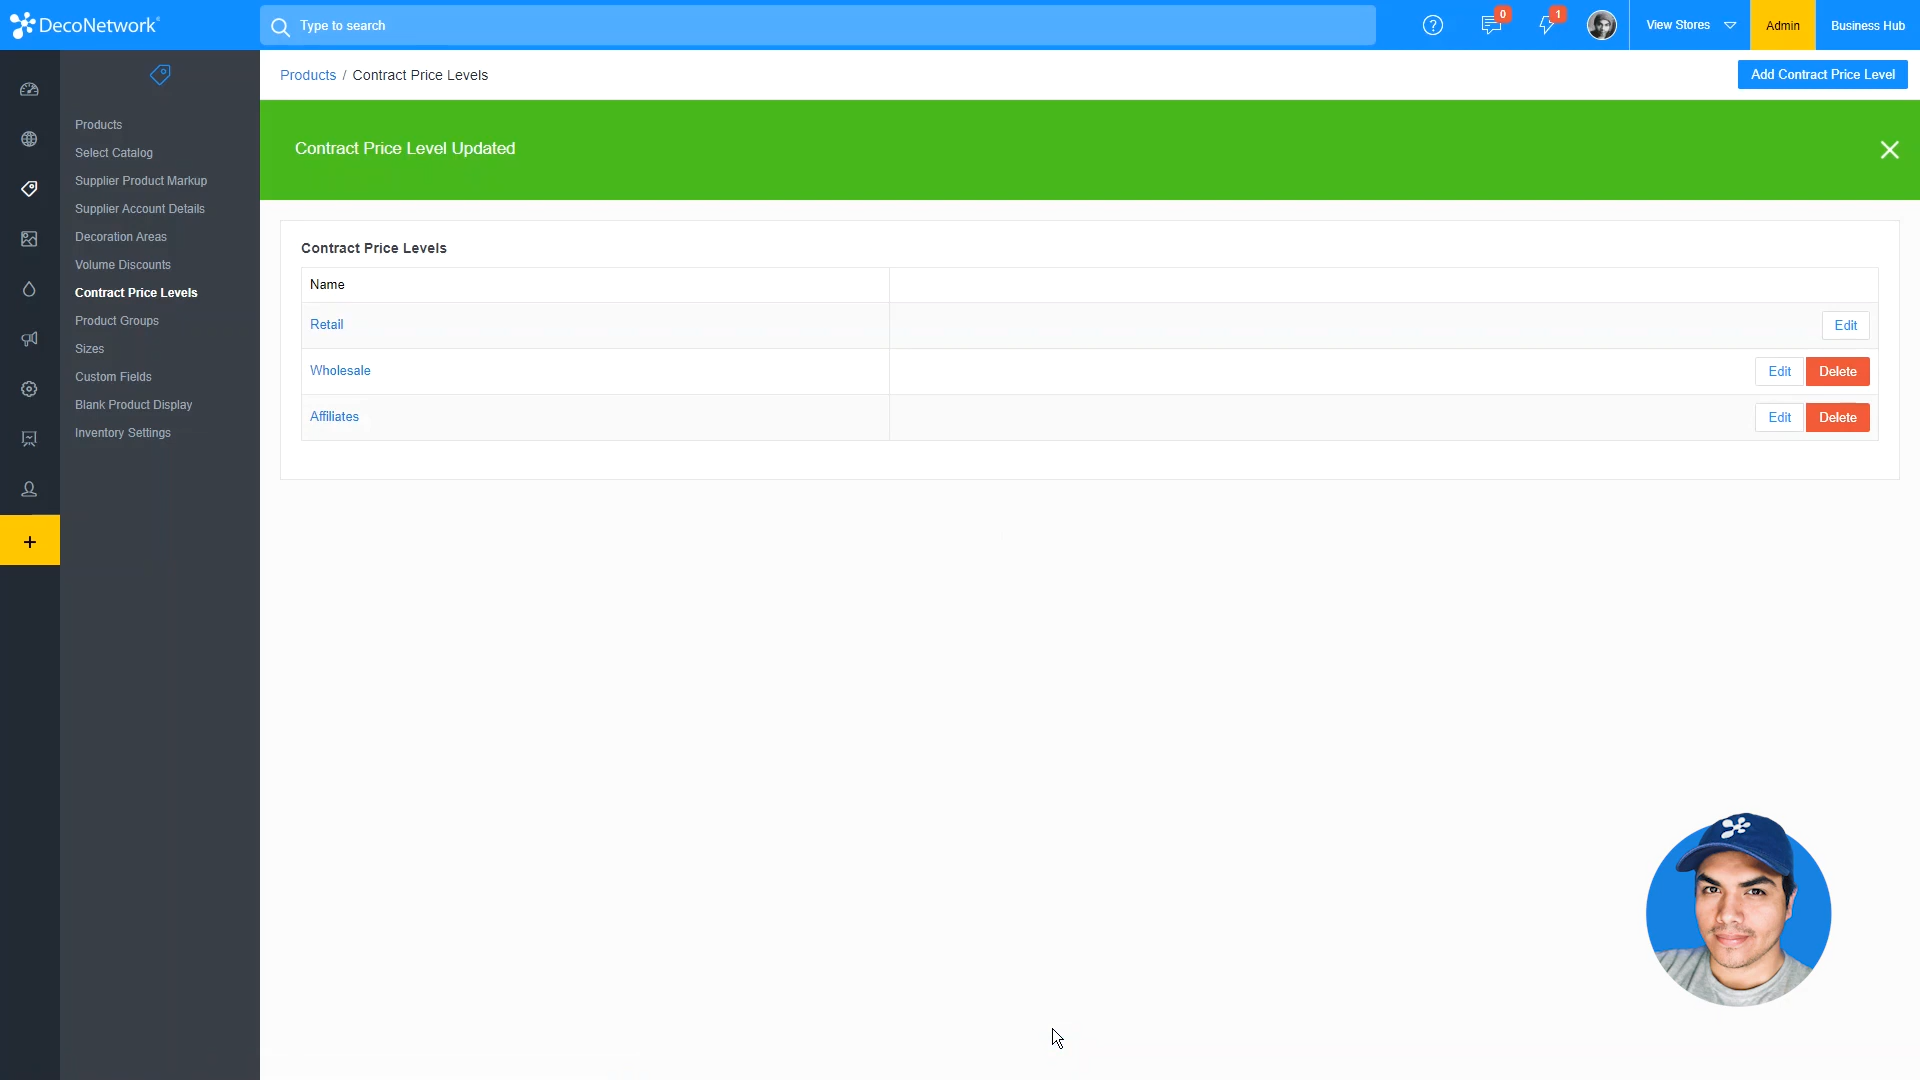 DecoNetwork
Type to search
0
1
View Stores
Admin
Business Hub
Products / Contract Price Levels
Add Contract Price Level
Products
Select Catalog
Supplier Product Markup
Supplier Account Details
Decoration Areas
Volume Discounts
Contract Price Levels
Product Groups
Sizes
Custom Fields
Blank Product Display
Inventory Settings
Contract Price Level Updated
Contract Price Levels
Name
Retail
Edit
Wholesale
Edit Delete
Affiliates
Edit Delete